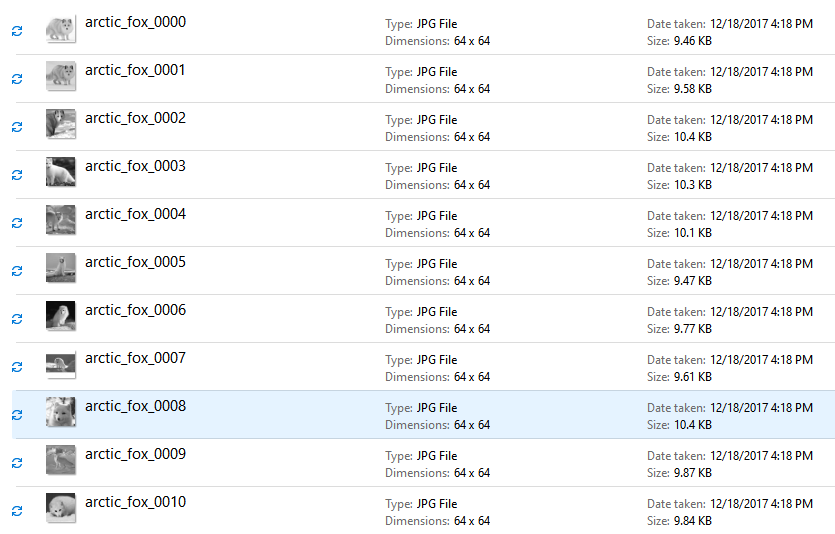 arctic_fox_0000 Type: JPG File Date taken: 12/18/2017 4:18 PM
Dimensions: 64 x 64 Size: 9.46 KB
arctic_fox_0001 Type: JPG File Date taken: 12/18/2017 4:18 PM
Dimensions: 64 x 64 Size: 9.58 KB
arctic_fox_0002 Type: JPG File Date taken: 12/18/2017 4:18 PM
Dimensions: 64 x 64 Size: 10.4 KB
arctic_fox_0003 Type: JPG File Date taken: 12/18/2017 4:18 PM
Dimensions: 64 x 64 Size: 10.3 KB
arctic_fox_0004 Type: JPG File Date taken: 12/18/2017 4:18 PM
Dimensions: 64 x 64 Size: 10.1 KB
arctic_fox_0005 Type: JPG File Date taken: 12/18/2017 4:18 PM
Dimensions: 64 x 64 Size: 9.47 KB
arctic_fox_0006 Type: JPG File Date taken: 12/18/2017 4:18 PM
Dimensions: 64 x 64 Size: 9.77 KB
arctic_fox_0007 Type: JPG File Date taken: 12/18/2017 4:18 PM
Dimensions: 64 x 64 Size: 9.61 KB
arctic_fox_0008 Type: JPG File Date taken: 12/18/2017 4:18 PM
Dimensions: 64 x 64 Size: 10.4 KB
arctic_fox_0009 Type: JPG File Date taken: 12/18/2017 4:18 PM
Dimensions: 64 x 64 Size: 9.87 KB
arctic_fox_0010 Type: JPG File Date taken: 12/18/2017 4:18 PM
Dimensions: 64 x 64 Size: 9.84 KB